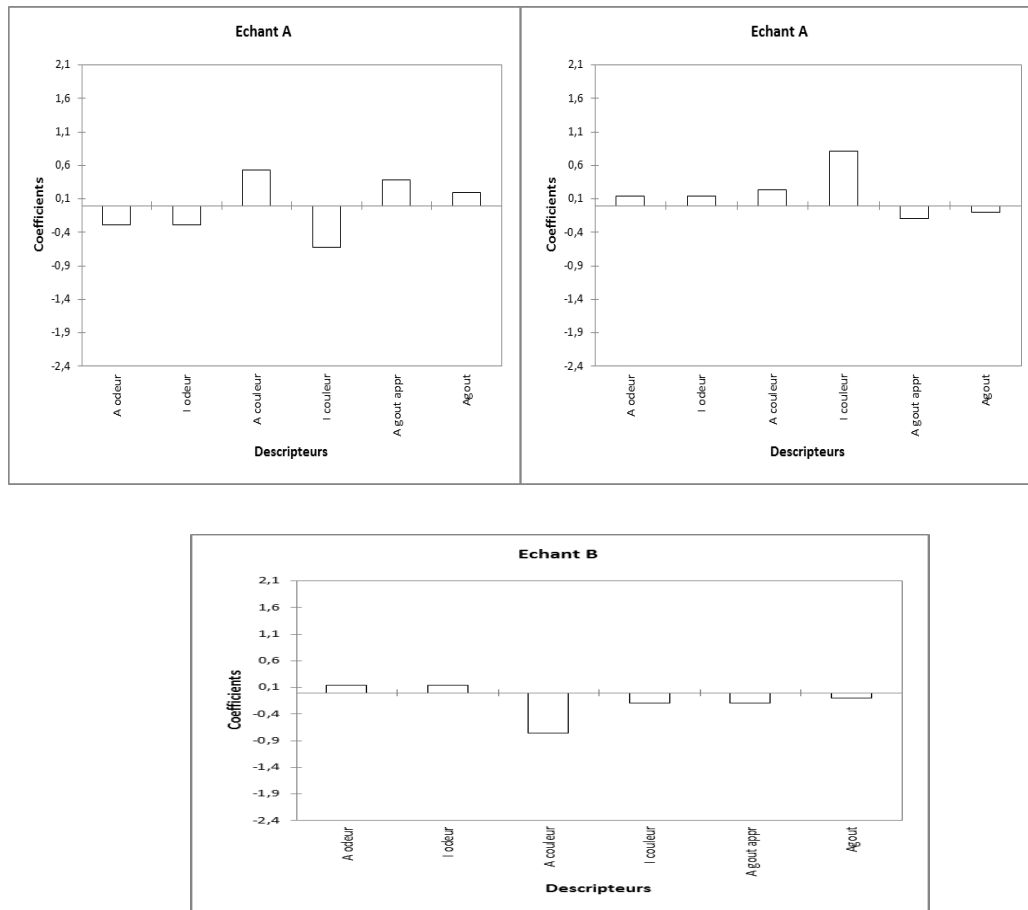 Echant A
2,1
1,6
1,1
0,6
0,1
-0,4
-0,9
-1,4
-1,9
-2,4
Coefficients
A odeur
I odeur
A couleur
I couleur
A gout appr
Agout
Descripteurs
Echant A
2,1
1,6
1,1
0,6
0,1
-0,4
-0,9
-1,4
-1,9
-2,4
Coefficients
A odeur
I odeur
A couleur
I couleur
A gout appr
Agout
Descripteurs
Echant B
2,1
1,6
1,1
0,6
0,1
-0,4
-0,9
-1,4
-1,9
-2,4
Coefficients
A odeur
I odeur
A couleur
I couleur
A gout appr
Agout
Descripteurs